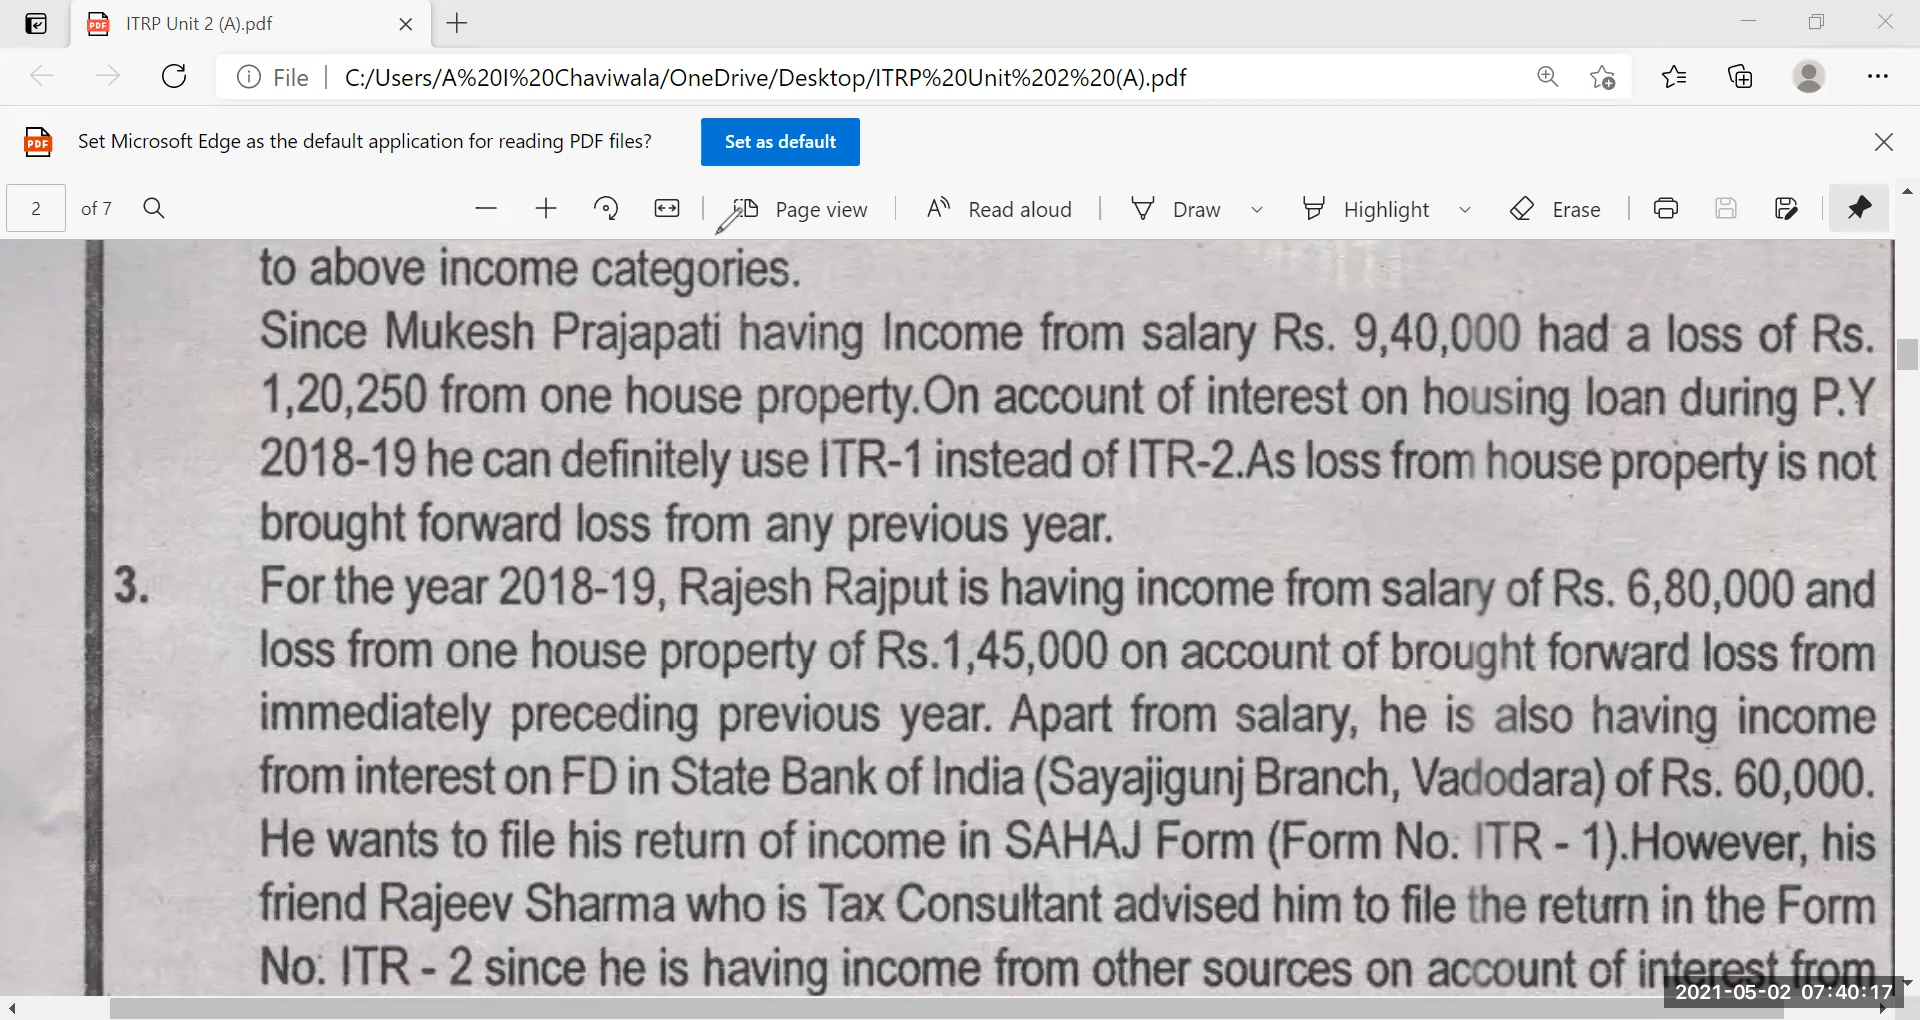 ITRP Unit 2 (A).pdf
File | C:/Users/A%20I%20Chaviwala/OneDrive/Desktop/ITRP%20Unit%202%20(A).pdf
PDF Set Microsoft Edge as the default application for reading PDF files? Set as default
2 of 7 Page view Read aloud Draw Highlight Erase
to above income categories.
Since Mukesh Prajapati having Income from salary Rs. 9,40,000 had a loss of Rs.
1,20,250 from one house property.On account of interest on housing loan during P.Y
2018-19 he can definitely use ITR-1 instead of ITR-2.As loss from house property is not
brought forward loss from any previous year.
3. For the year 2018-19, Rajesh Rajput is having income from salary of Rs. 6,80,000 and
loss from one house property of Rs.1,45,000 on account of brought forward loss from
immediately preceding previous year. Apart from salary, he is also having income
from interest on FD in State Bank of India (Sayajigunj Branch, Vadodara) of Rs. 60,000.
He wants to file his return of income in SAHAJ Form (Form No. ITR - 1).However, his
friend Rajeev Sharma who is Tax Consultant advised him to file the return in the Form
No. ITR - 2 since he is having income from other sources on account of interest from
2021-05-02 07:40:17